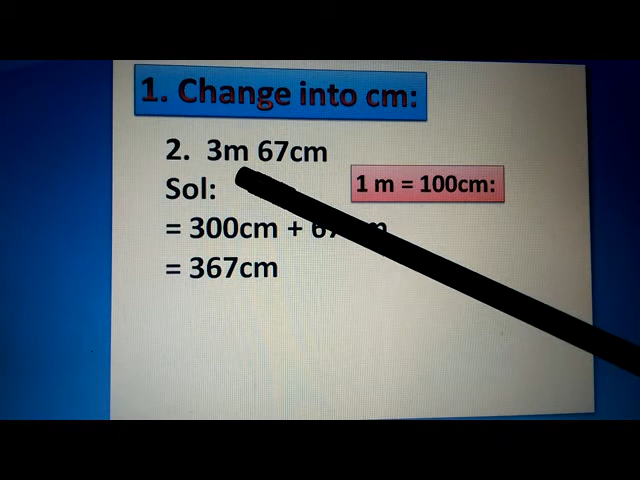 1. Change into cm:
2. 3m 67cm
Sol:
1 m = 100cm:
= 300cm + 
= 367cm